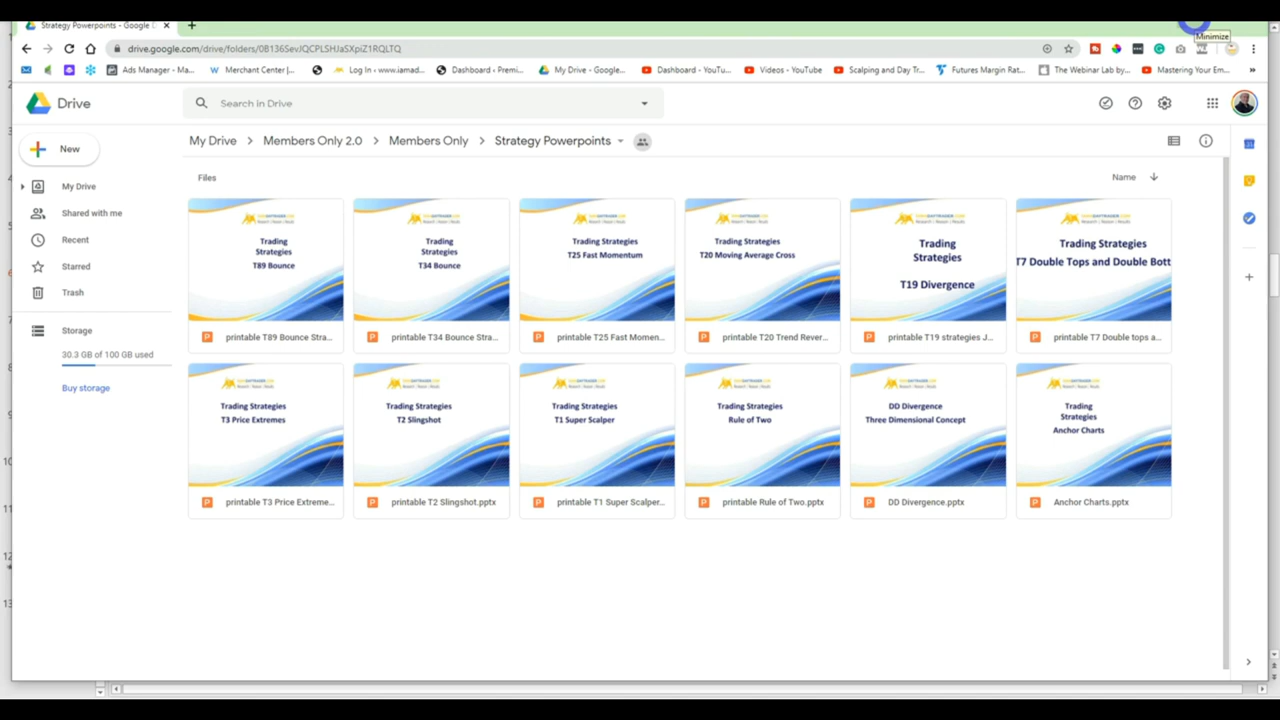 Strategy Powerpoints - Google D
Minimize
drive.google.com/drive/folders/0B136SevJQCPLSHJaSXpiZ1RQLTQ
Ads Manager - Ma...
Merchant Center |...
Log In ‹ www.iamad...
Dashboard ‹ Premi...
My Drive - Google...
Dashboard - YouTu...
Videos - YouTube
Scalping and Day Tr...
Futures Margin Rat...
The Webinar Lab by...
Mastering Your Em...
Drive
Search in Drive
New
My Drive
Members Only 2.0
Members Only
Strategy Powerpoints
My Drive
Shared with me
Recent
Starred
Trash
Storage
30.3 GB of 100 GB used
Buy storage
Files
Name
Trading
Strategies
T89 Bounce
printable T89 Bounce Stra...
Trading
Strategies
T34 Bounce
printable T34 Bounce Stra...
Trading Strategies
T25 Fast Momentum
printable T25 Fast Momen...
Trading Strategies
T20 Moving Average Cross
printable T20 Trend Rever...
Trading
Strategies
T19 Divergence
printable T19 strategies J...
Trading Strategies
T7 Double Tops and Double Bott
printable T7 Double tops a...
Trading Strategies
T3 Price Extremes
printable T3 Price Extreme...
Trading Strategies
T2 Slingshot
printable T2 Slingshot.pptx
Trading Strategies
T1 Super Scalper
printable T1 Super Scalper...
Trading Strategies
Rule of Two
printable Rule of Two.pptx
DD Divergence
Three Dimensional Concept
DD Divergence.pptx
Trading
Strategies
Anchor Charts
Anchor Charts.pptx